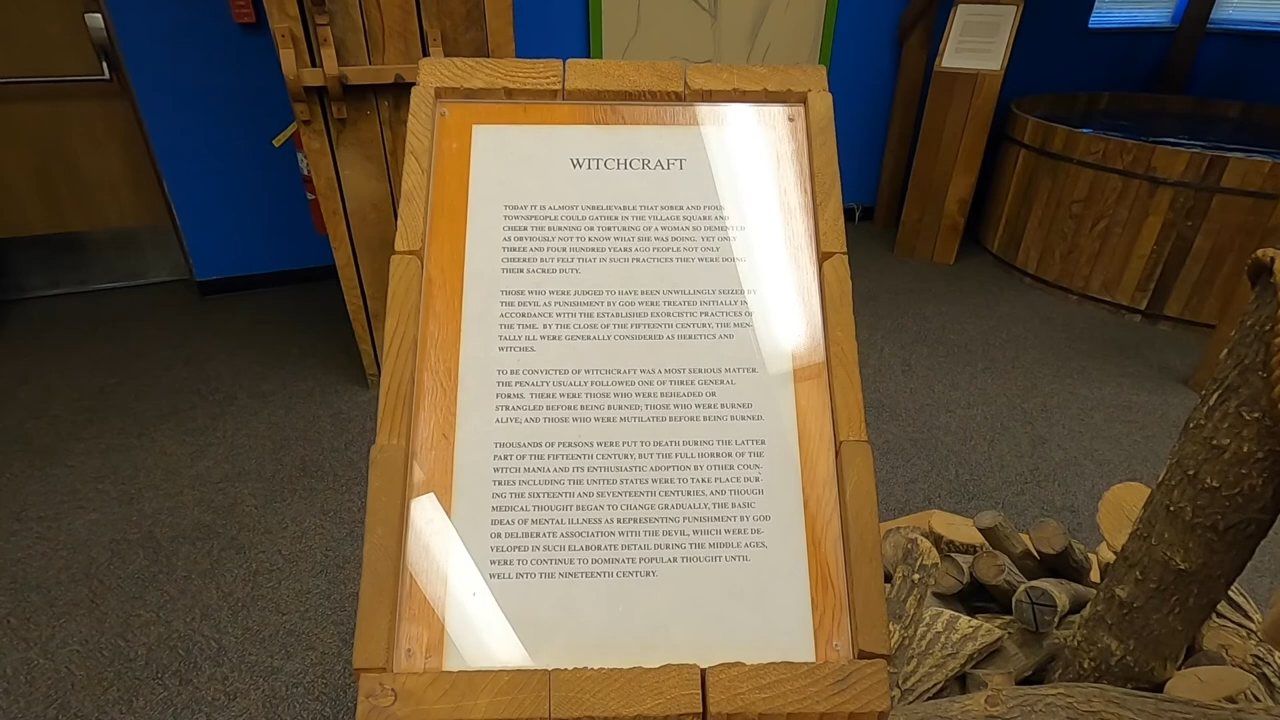 WITCHCRAFT
TODAY IT IS ALMOST UNBELIEVABLE THAT SOBER AND PIOUS
TOWNSPEOPLE COULD GATHER IN THE VILLAGE SQUARE AND
CHEER THE BURNING OR TORTURING OF A WOMAN SO DEMENTED
AS OBVIOUSLY NOT TO KNOW WHAT SHE WAS DOING. YET ONLY
THREE AND FOUR HUNDRED YEARS AGO PEOPLE NOT ONLY
CHEERED BUT FELT THAT IN SUCH PRACTICES THEY WERE DOING
THEIR SACRED DUTY.
THOSE WHO WERE JUDGED TO HAVE BEEN UNWILLINGLY SEIZED BY
THE DEVIL AS PUNISHMENT BY GOD WERE TREATED INITIALLY IN
ACCORDANCE WITH THE ESTABLISHED EXORCISTIC PRACTICES OF
THE TIME. BY THE CLOSE OF THE FIFTEENTH CENTURY, THE MEN-
TALLY ILL WERE GENERALLY CONSIDERED AS HERETICS AND
WITCHES.
TO BE CONVICTED OF WITCHCRAFT WAS A MOST SERIOUS MATTER.
THE PENALTY USUALLY FOLLOWED ONE OF THREE GENERAL
FORMS. THERE WERE THOSE WHO WERE BEHEADED OR
STRANGLED BEFORE BEING BURNED; THOSE WHO WERE BURNED
ALIVE; AND THOSE WHO WERE MUTILATED BEFORE BEING BURNED.
THOUSANDS OF PERSONS WERE PUT TO DEATH DURING THE LATTER
PART OF THE FIFTEENTH CENTURY, BUT THE FULL HORROR OF THE
WITCH MANIA AND ITS ENTHUSIASTIC ADOPTION BY OTHER COUN-
TRIES INCLUDING THE UNITED STATES WERE TO TAKE PLACE DUR-
ING THE SIXTEENTH AND SEVENTEENTH CENTURIES, AND THOUGH
MEDICAL THOUGHT BEGAN TO CHANGE GRADUALLY, THE BASIC
IDEAS OF MENTAL ILLNESS AS REPRESENTING PUNISHMENT BY GOD
OR DELIBERATE ASSOCIATION WITH THE DEVIL, WHICH WERE DE-
VELOPED IN SUCH ELABORATE DETAIL DURING THE MIDDLE AGES,
WERE TO CONTINUE TO DOMINATE POPULAR THOUGHT UNTIL
WELL INTO THE NINETEENTH CENTURY.